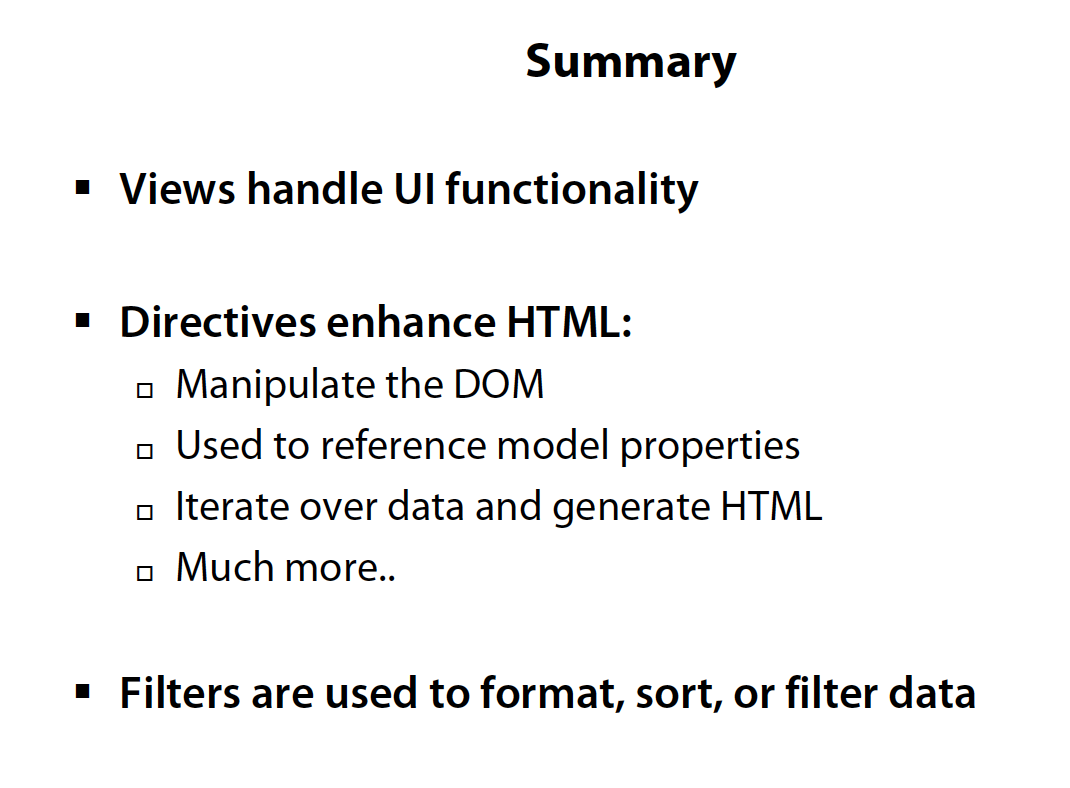 Summary
▪ Views handle UI functionality
▪ Directives enhance HTML:
▫ Manipulate the DOM
▫ Used to reference model properties
▫ Iterate over data and generate HTML
▫ Much more..
▪ Filters are used to format, sort, or filter data